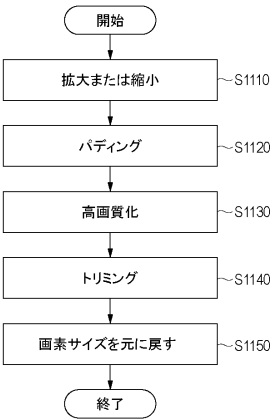 開始
拡大または縮小
S1110
パディング
S1120
高画質化
S1130
トリミング
S1140
画素サイズを元に戻す
S1150
終了